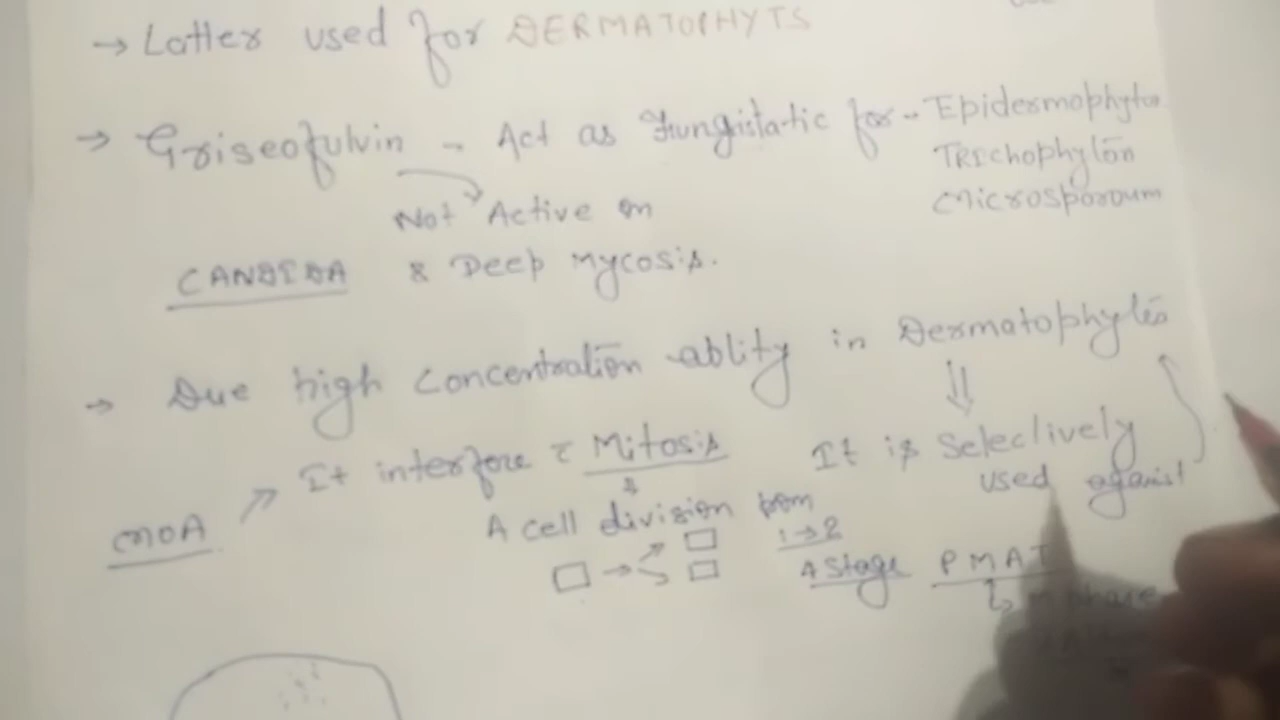 → Latter used for DERMATOPHYTS
→ Griseofulvin - Act as Fungistatic for - Epidermophyton
Trichophyton
Microsporoum
Not Active on
CANDIDA & Deep mycosis.
→ Due high concentration ablity in Dermatophytes
⇓
It is selectively
used against
MOA ⇗ It interfere c̄ Mitosis
↓
A cell division from
1→2
4 stage PMAT
↳ m phase